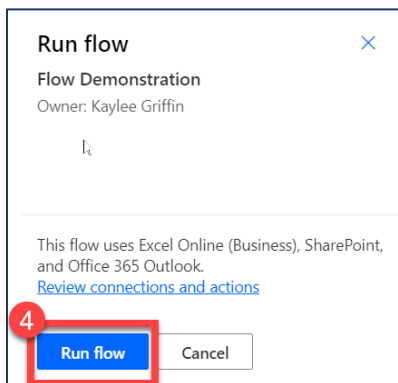 Run flow
Flow Demonstration
Owner: Kaylee Griffin
This flow uses Excel Online (Business), SharePoint,
and Office 365 Outlook.
Review connections and actions
4
Run flow Cancel